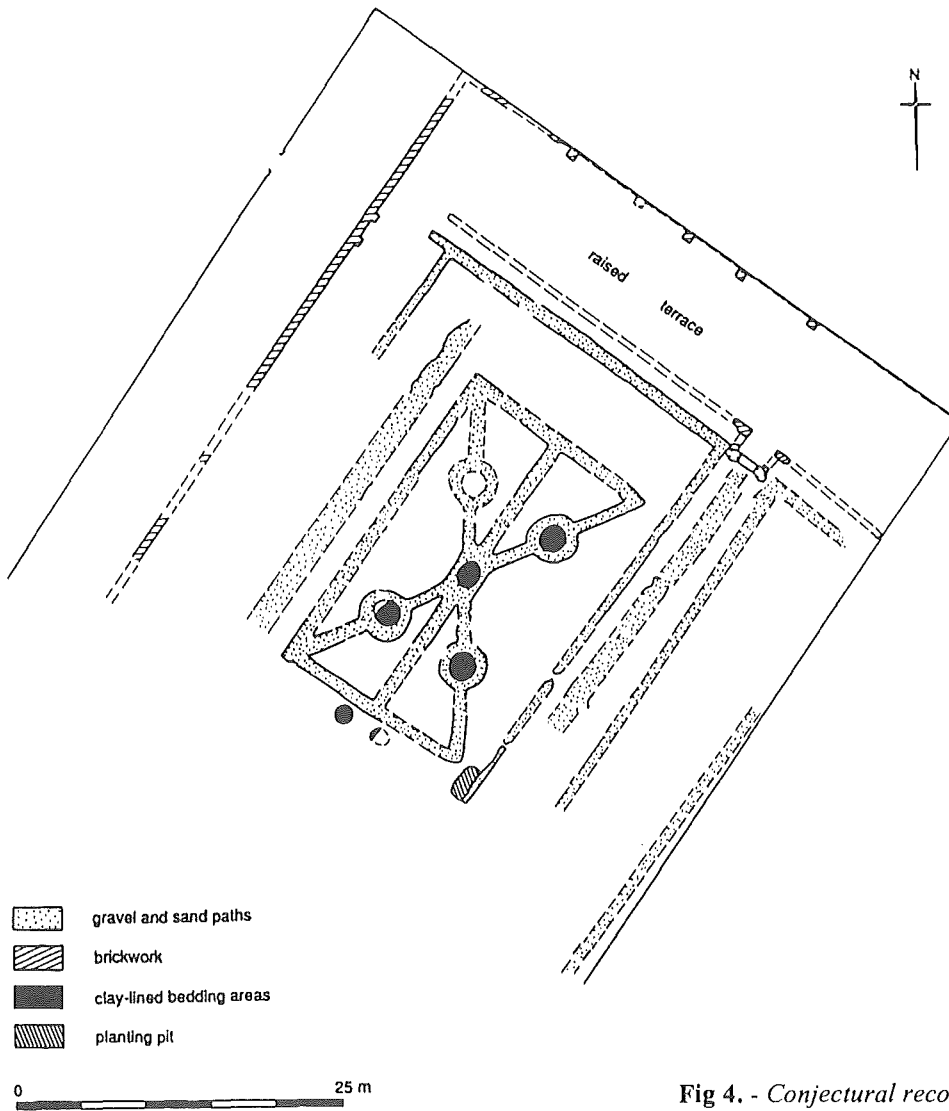 N
raised
terrace
gravel and sand paths
brickwork
clay-lined bedding areas
planting pit
0 25 m
Fig 4. - Conjectural reco